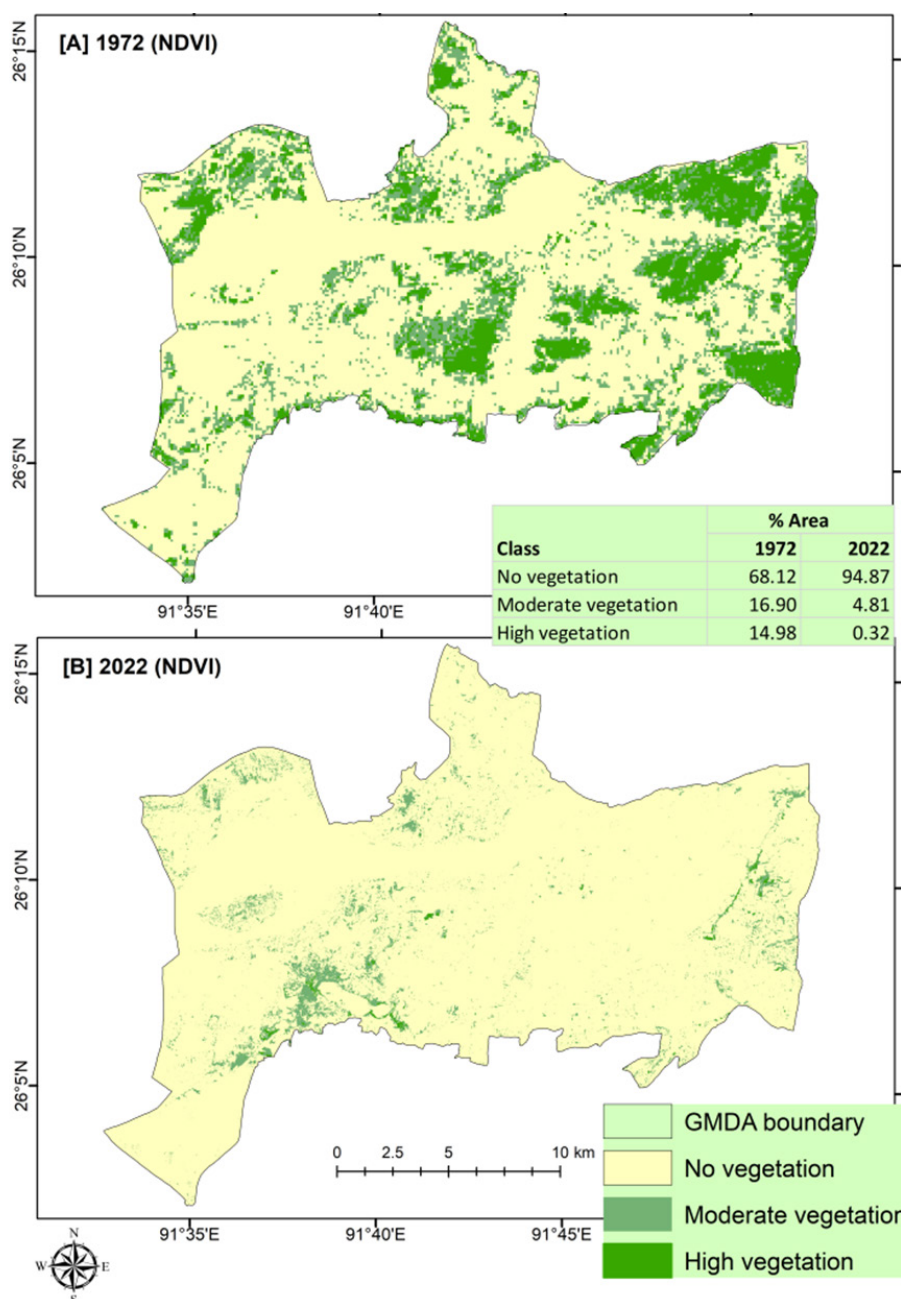 [A] 1972 (NDVI)
26°15'N
26°10'N
26°5'N
91°35'E 91°40'E
% Area
Class 1972 2022
No vegetation 68.12 94.87
Moderate vegetation 16.90 4.81
High vegetation 14.98 0.32
[B] 2022 (NDVI)
26°15'N
26°10'N
26°5'N
0 2.5 5 10 km
91°35'E 91°40'E 91°45'E
GMDA boundary
No vegetation
Moderate vegetation
High vegetation
N
W E
S